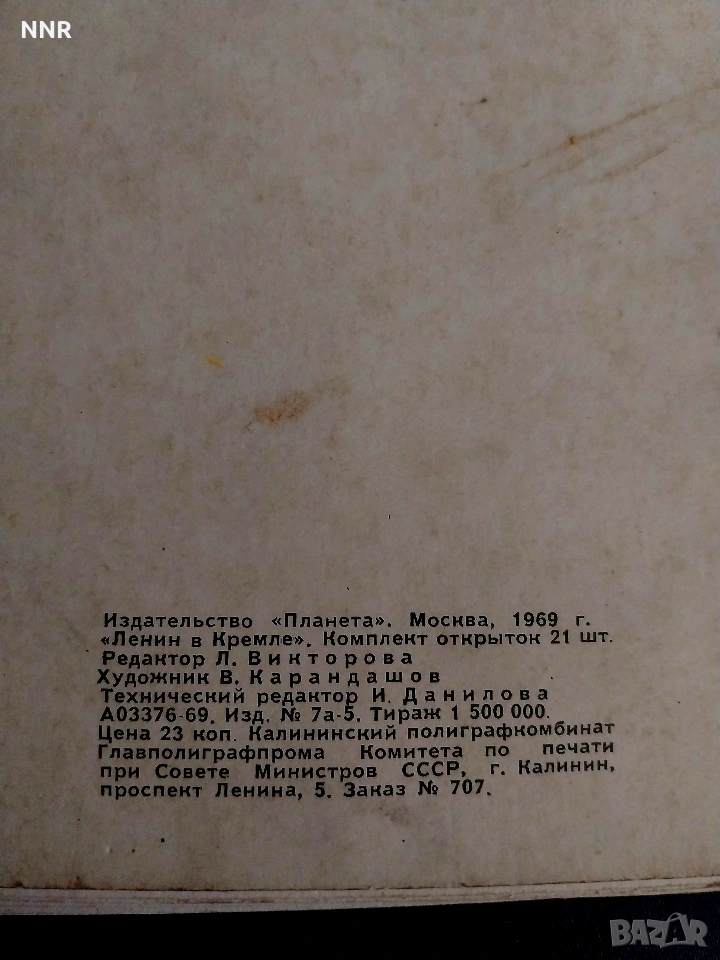 NNR
Издательство «Планета». Москва, 1969 г.
«Ленин в Кремле». Комплект открыток 21 шт.
Редактор Л. Викторова
Художник В. Карандашов
Технический редактор И. Данилова
А03376-69. Изд. № 7а-5. Тираж 1 500 000.
Цена 23 коп. Калининский полиграфкомбинат
Главполиграфпрома Комитета по печати
при Совете Министров СССР, г. Калинин,
проспект Ленина, 5. Заказ № 707.
BAZAR